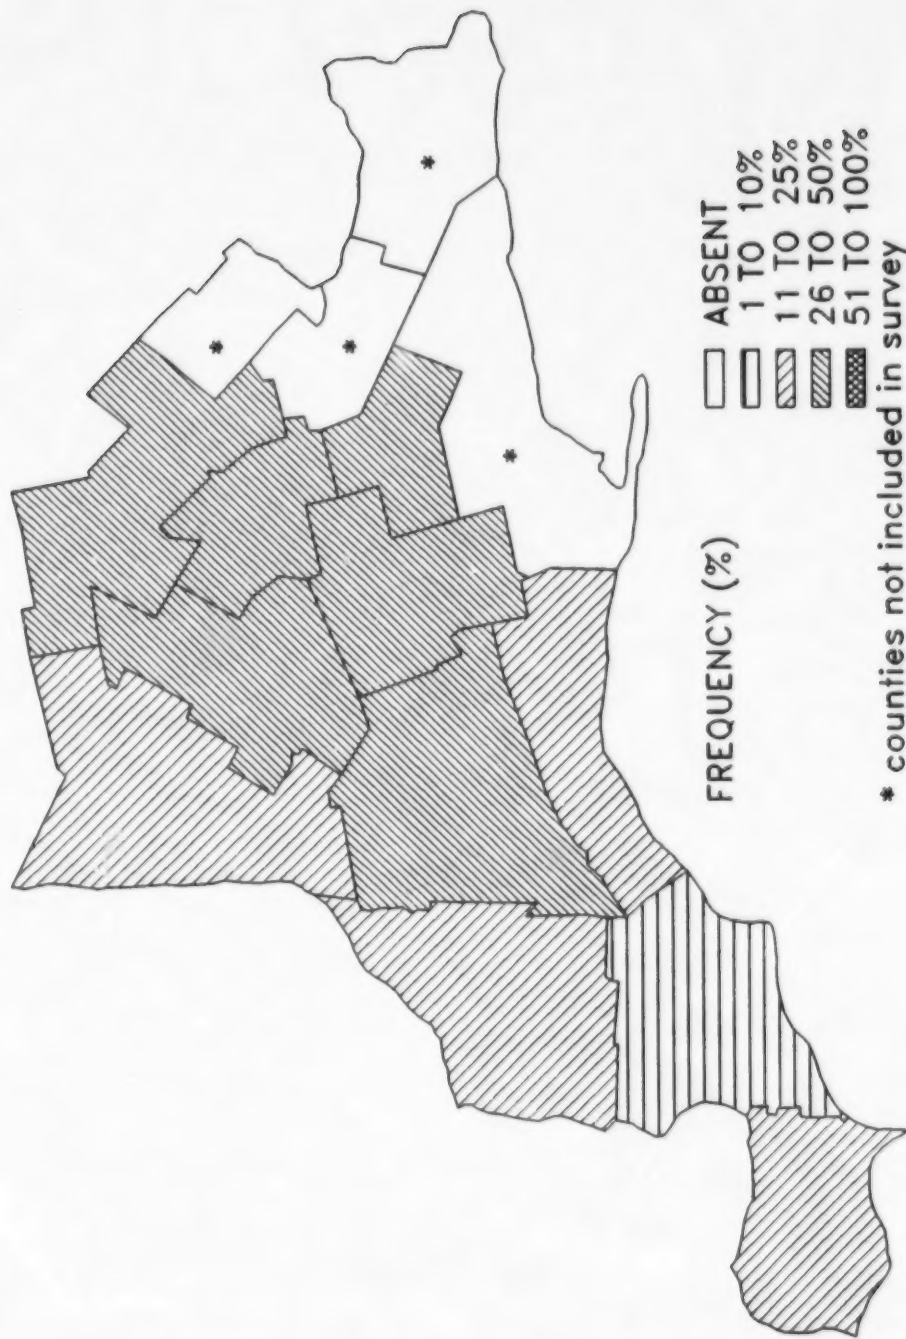 FREQUENCY (%)
ABSENT
1 TO 10%
11 TO 25%
26 TO 50%
51 TO 100%
* counties not included in survey